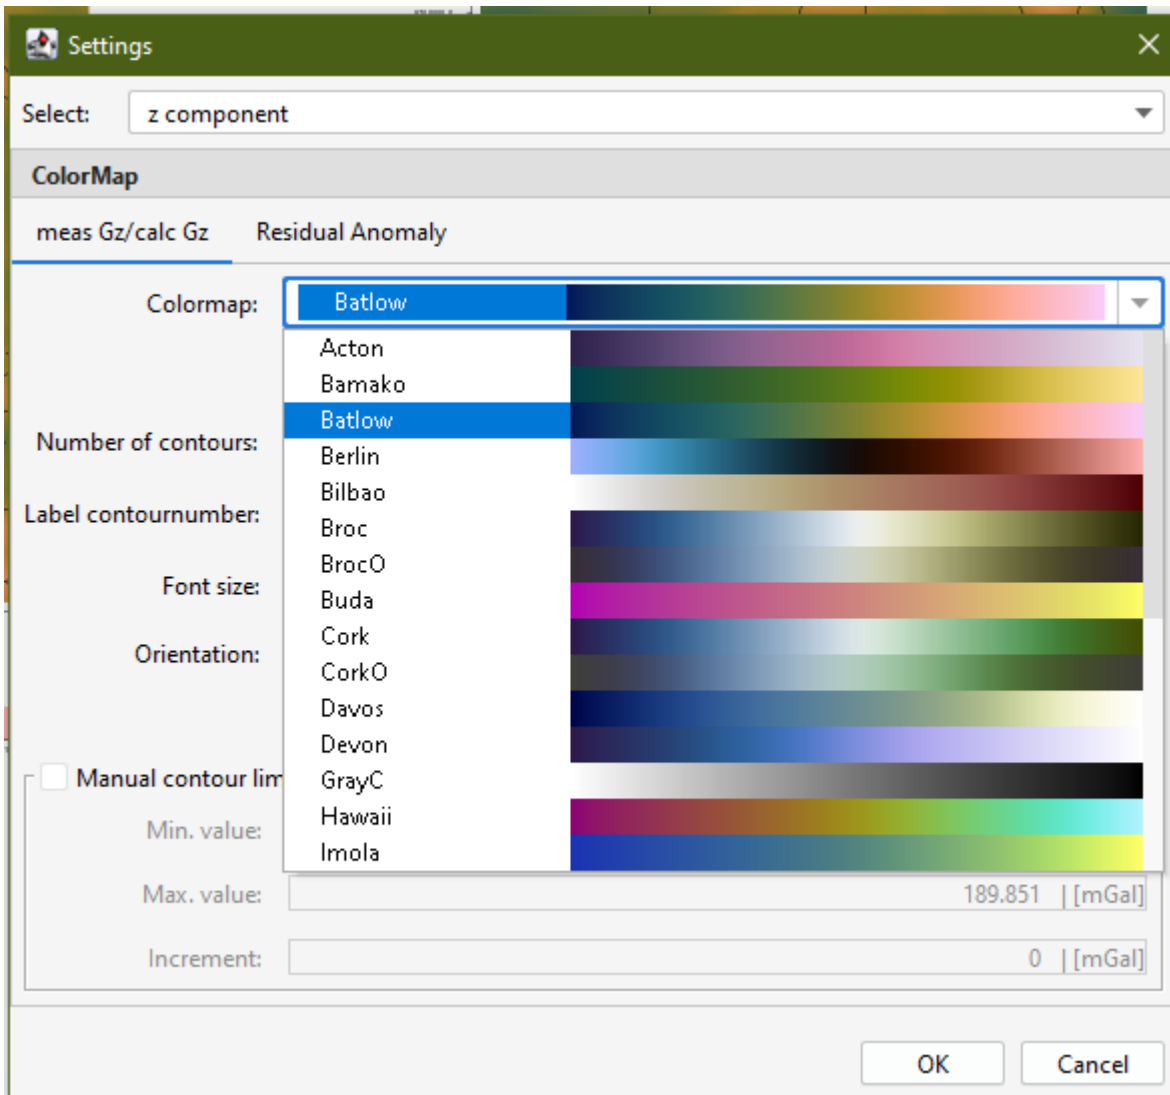 Settings
Select: z component
ColorMap
meas Gz/calc Gz Residual Anomaly
Colormap: Batlow
Acton
Bamako
Batlow
Number of contours:
Berlin
Bilbao
Label contournumber:
Broc
BrocO
Font size:
Buda
Cork
Orientation:
CorkO
Davos
Devon
Manual contour lim
GrayC
Hawaii
Min. value:
Imola
Max. value: 189.851 | [mGal]
Increment: 0 | [mGal]
OK Cancel